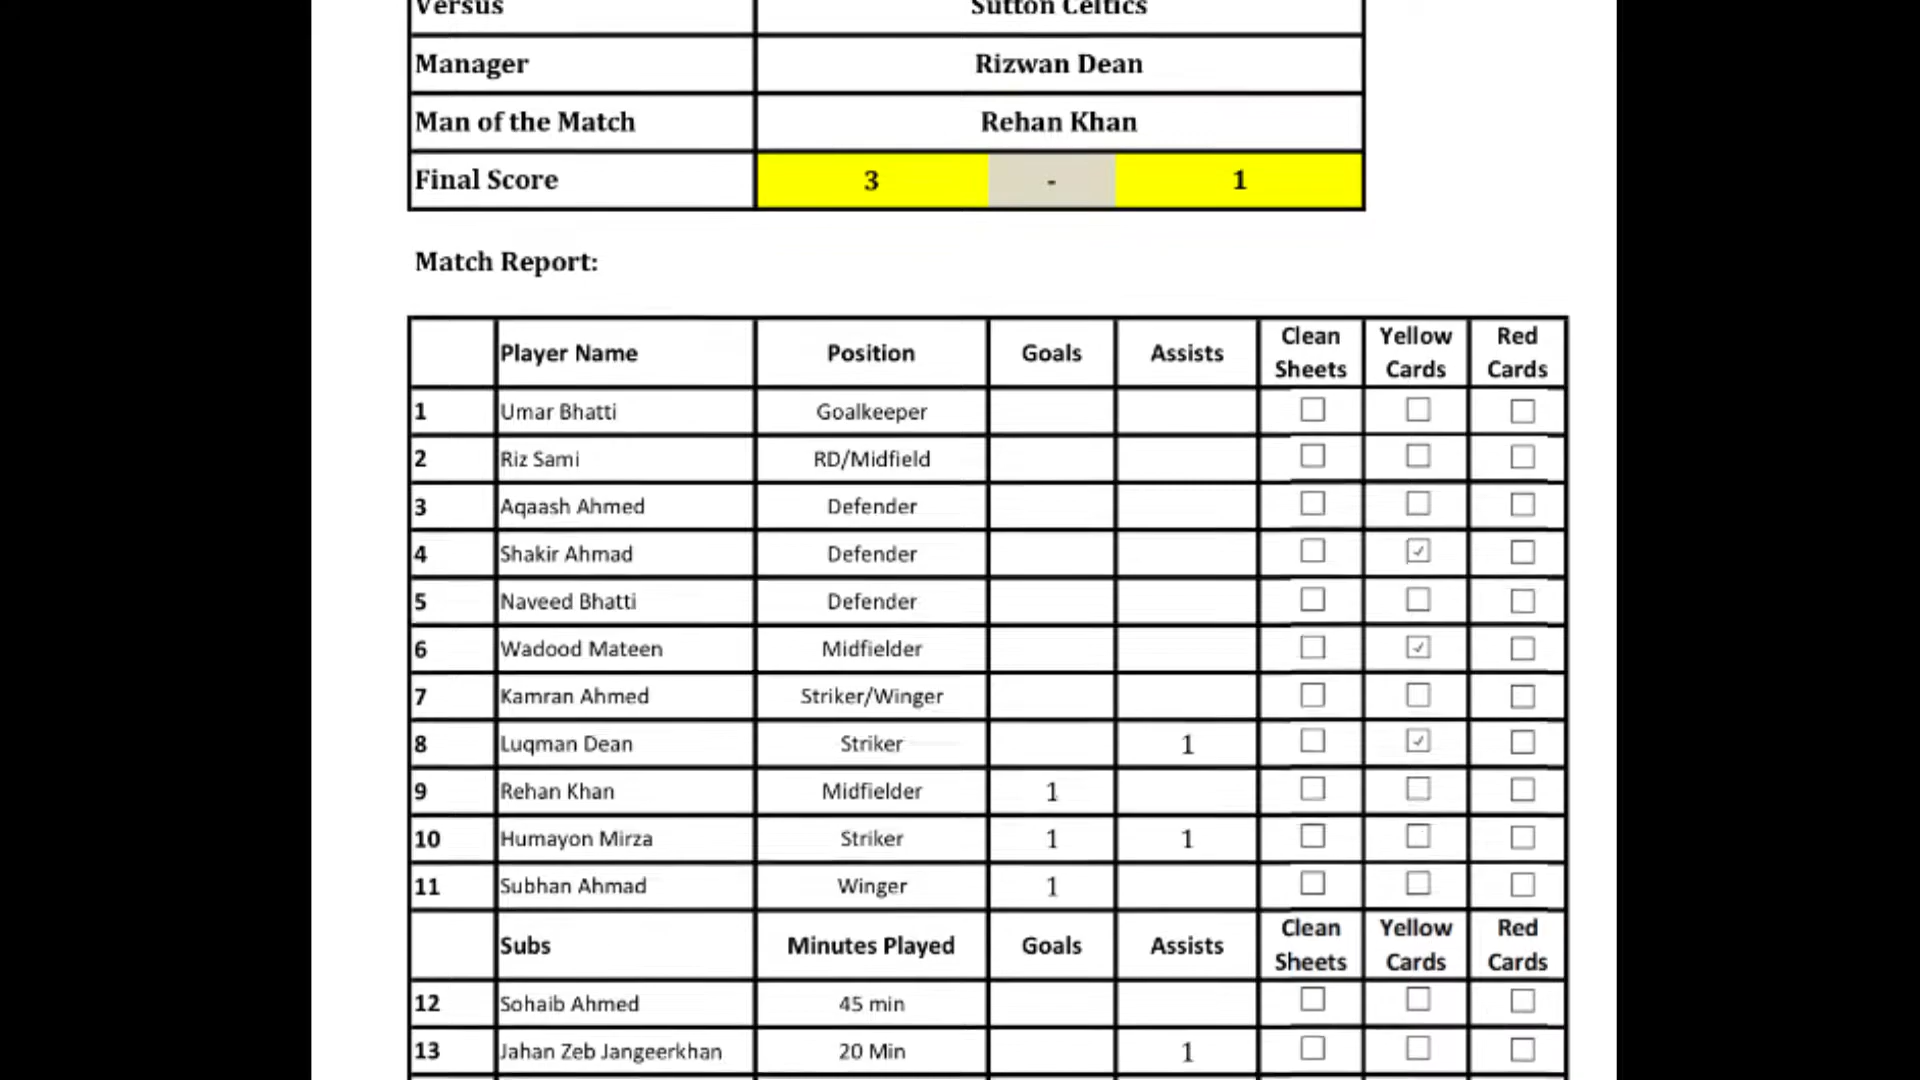 Versus Sutton Celtics
Manager Rizwan Dean
Man of the Match Rehan Khan
Final Score 3 - 1
Match Report:
Player Name Position Goals Assists Clean Sheets Yellow Cards Red Cards
1 Umar Bhatti Goalkeeper
2 Riz Sami RD/Midfield
3 Aqaash Ahmed Defender
4 Shakir Ahmad Defender ✓
5 Naveed Bhatti Defender
6 Wadood Mateen Midfielder ✓
7 Kamran Ahmed Striker/Winger
8 Luqman Dean Striker 1 ✓
9 Rehan Khan Midfielder 1
10 Humayon Mirza Striker 1 1
11 Subhan Ahmad Winger 1
Subs Minutes Played Goals Assists Clean Sheets Yellow Cards Red Cards
12 Sohaib Ahmed 45 min
13 Jahan Zeb Jangeerkhan 20 Min 1